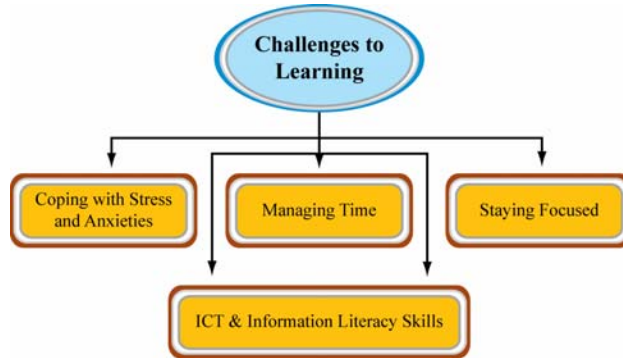 Challenges to
Learning
Coping with Stress
and Anxieties
Managing Time
Staying Focused
ICT & Information Literacy Skills